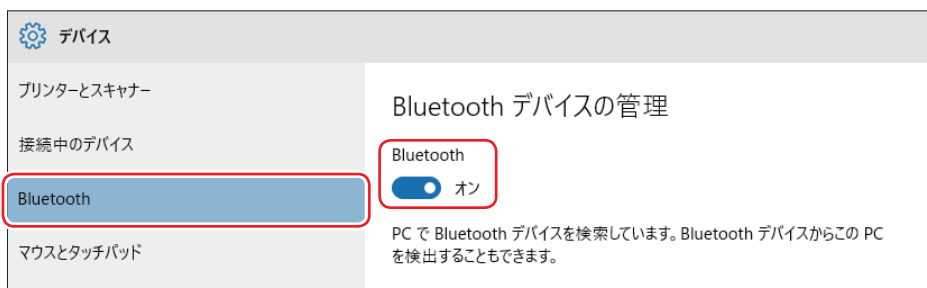 デバイス
プリンターとスキャナー
接続中のデバイス
Bluetooth
マウスとタッチパッド
Bluetooth デバイスの管理
Bluetooth
オン
PC で Bluetooth デバイスを検索しています。Bluetooth デバイスからこの PC
を検出することもできます。